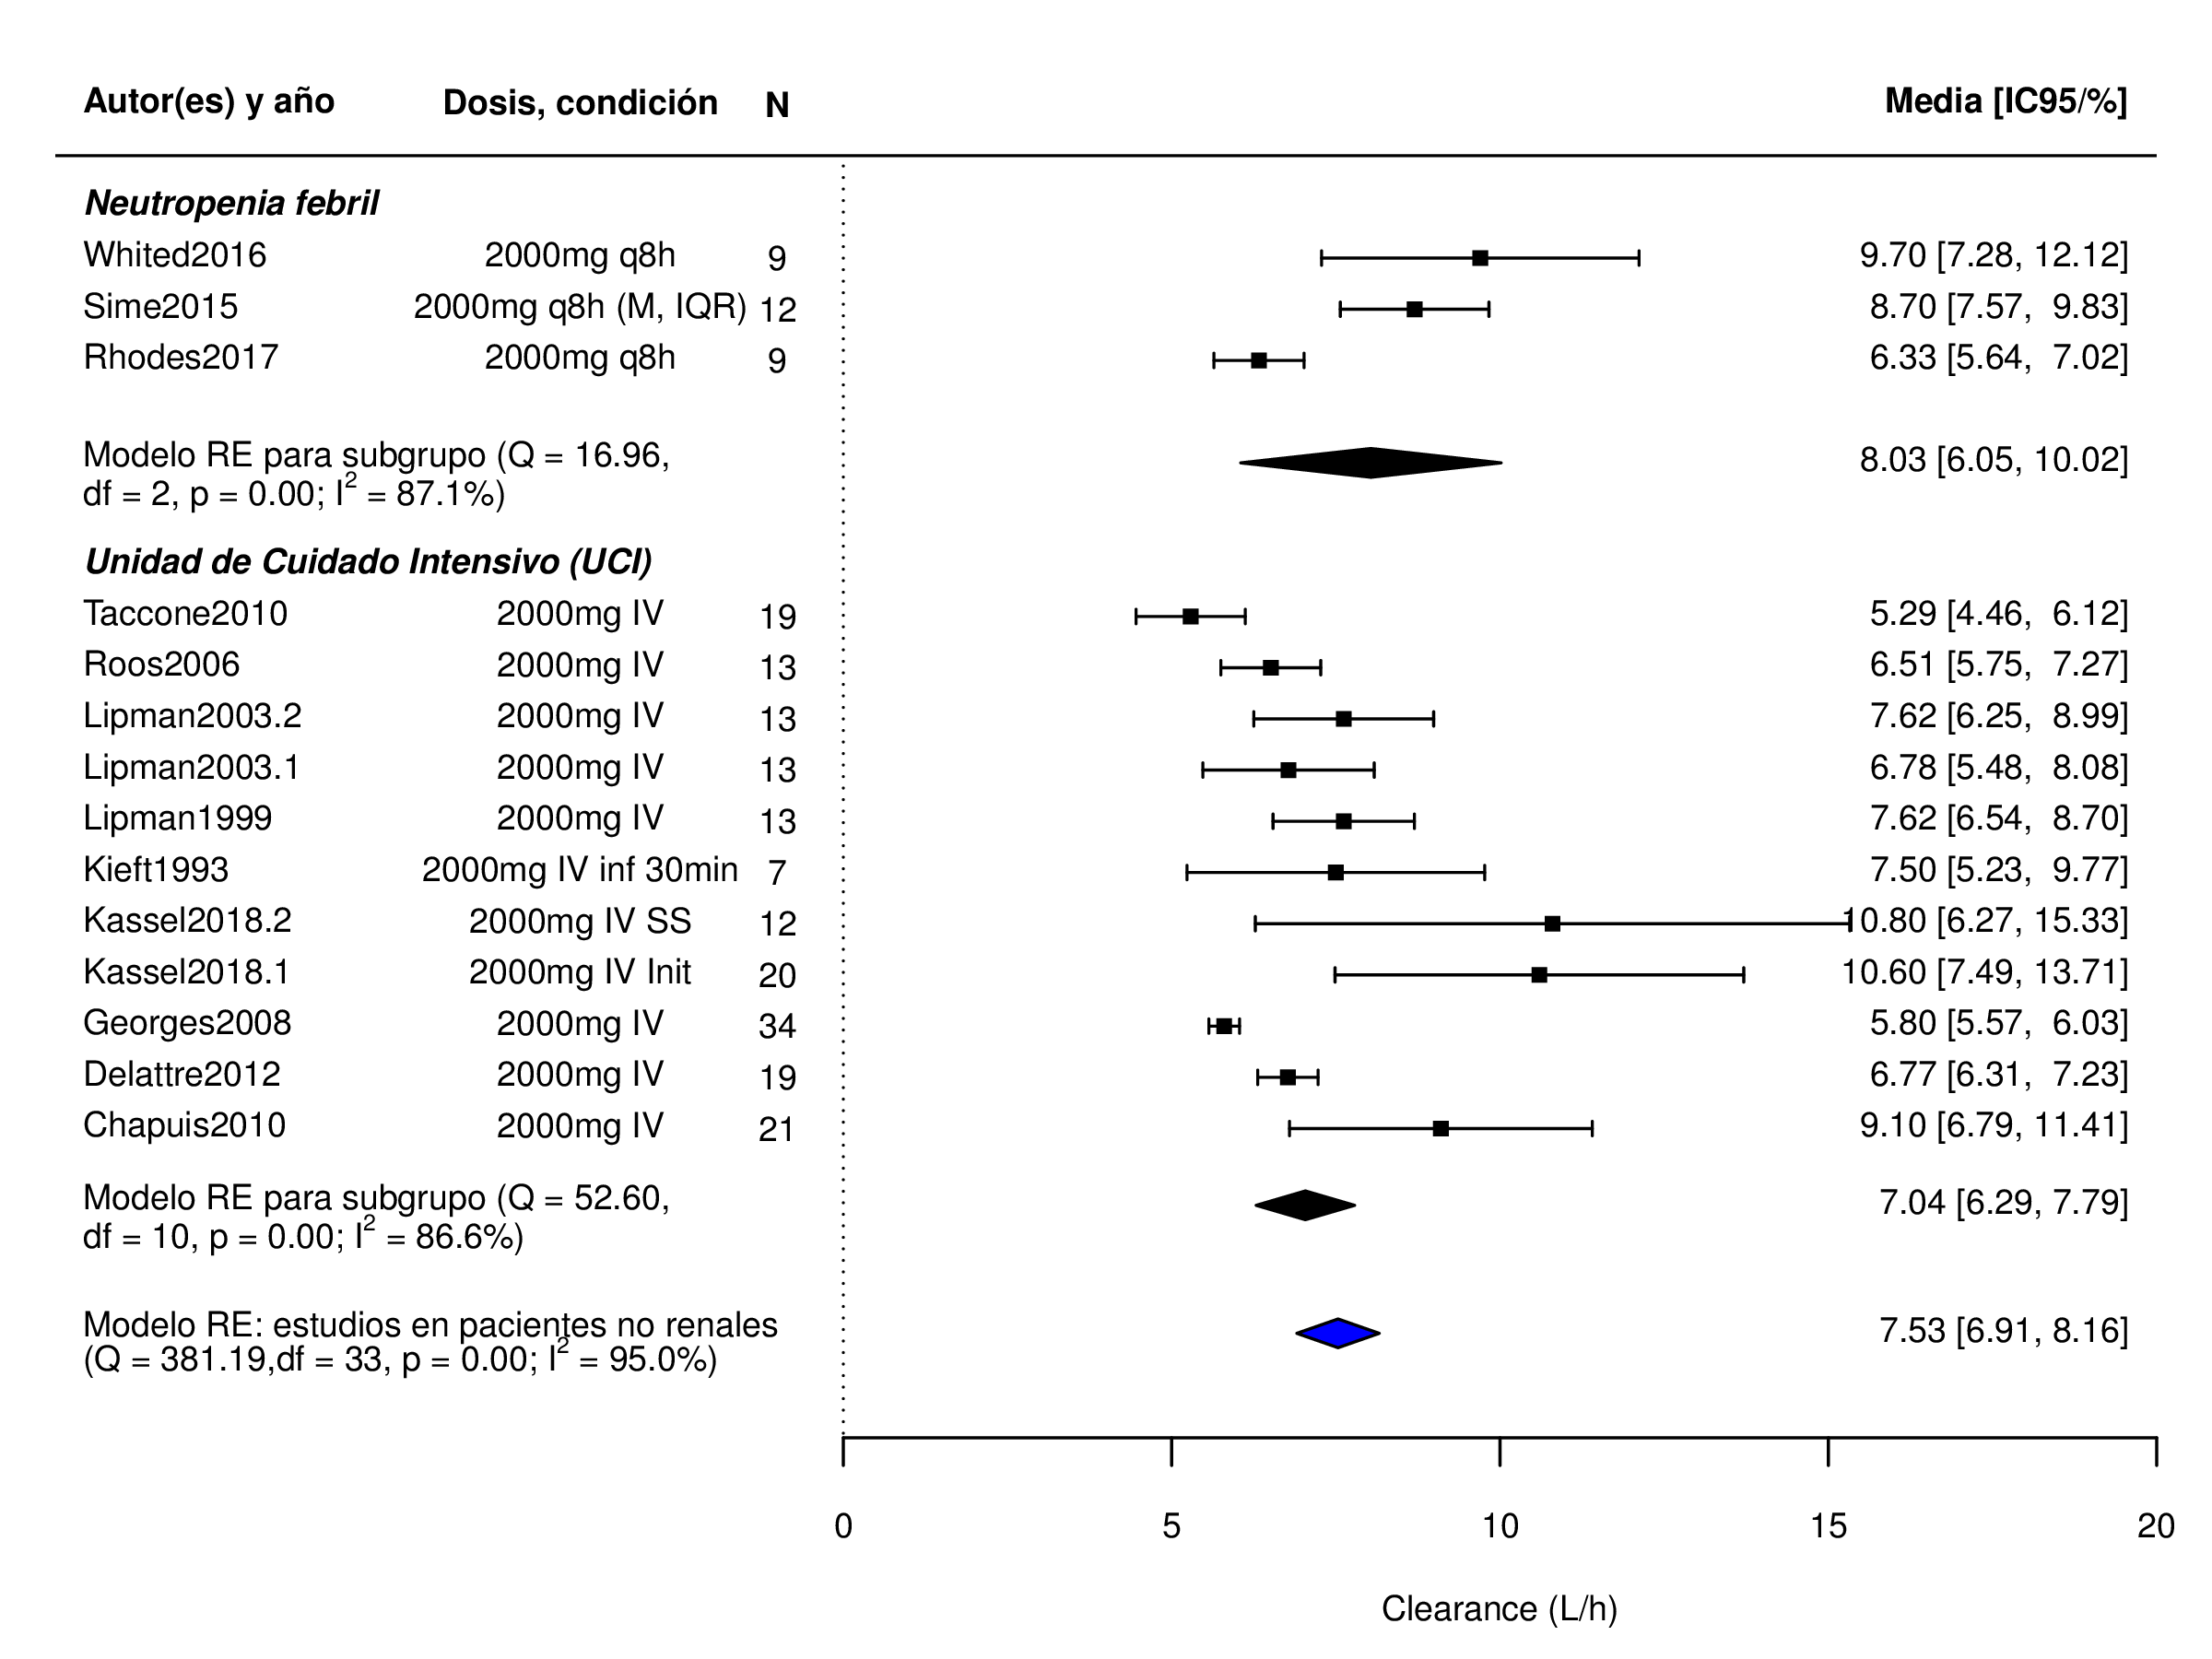 Autor(es) y año Dosis, condición N Media [IC95/%]
Neutropenia febril
Whited2016 2000mg q8h 9 9.70 [7.28, 12.12]
Sime2015 2000mg q8h (M, IQR) 12 8.70 [7.57, 9.83]
Rhodes2017 2000mg q8h 9 6.33 [5.64, 7.02]
Modelo RE para subgrupo (Q = 16.96, 8.03 [6.05, 10.02]
df = 2, p = 0.00; I² = 87.1%)
Unidad de Cuidado Intensivo (UCI)
Taccone2010 2000mg IV 19 5.29 [4.46, 6.12]
Roos2006 2000mg IV 13 6.51 [5.75, 7.27]
Lipman2003.2 2000mg IV 13 7.62 [6.25, 8.99]
Lipman2003.1 2000mg IV 13 6.78 [5.48, 8.08]
Lipman1999 2000mg IV 13 7.62 [6.54, 8.70]
Kieft1993 2000mg IV inf 30min 7 7.50 [5.23, 9.77]
Kassel2018.2 2000mg IV SS 12 10.80 [6.27, 15.33]
Kassel2018.1 2000mg IV Init 20 10.60 [7.49, 13.71]
Georges2008 2000mg IV 34 5.80 [5.57, 6.03]
Delattre2012 2000mg IV 19 6.77 [6.31, 7.23]
Chapuis2010 2000mg IV 21 9.10 [6.79, 11.41]
Modelo RE para subgrupo (Q = 52.60, 7.04 [6.29, 7.79]
df = 10, p = 0.00; I² = 86.6%)
Modelo RE: estudios en pacientes no renales 7.53 [6.91, 8.16]
(Q = 381.19,df = 33, p = 0.00; I² = 95.0%)
0 5 10 15 20
Clearance (L/h)